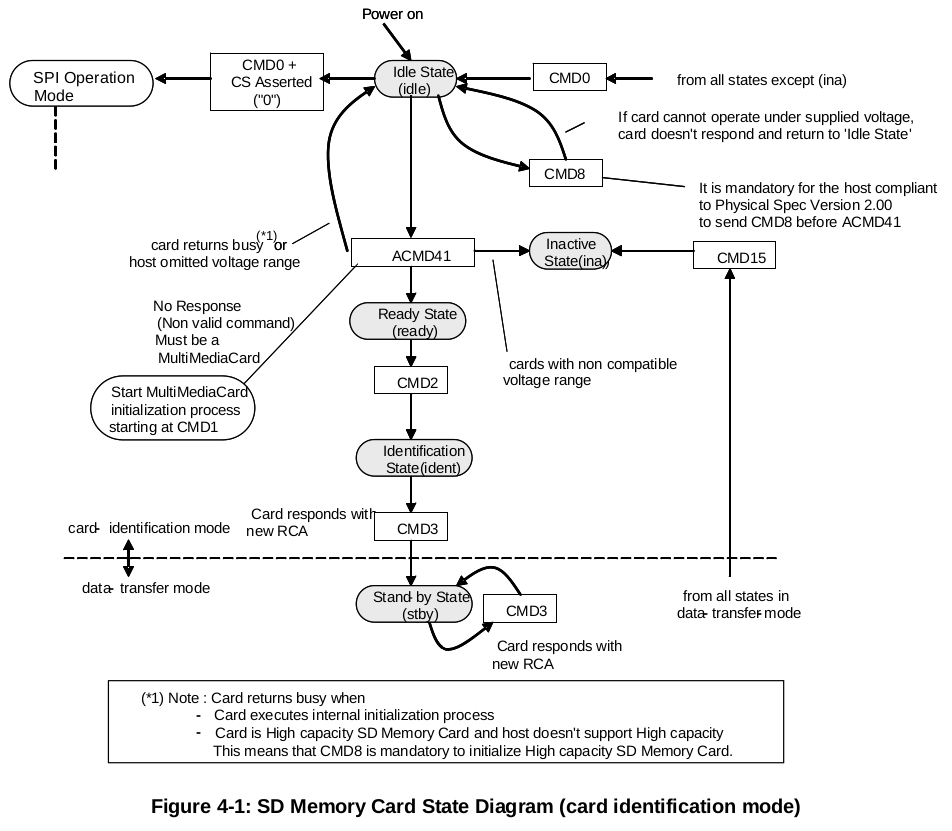 Power on
SPI Operation
Mode
CMD0 +
CS Asserted
("0")
Idle State
(idle)
CMD0
from all states except (ina)
If card cannot operate under supplied voltage,
card doesn't respond and return to 'Idle State'
CMD8
It is mandatory for the host compliant
to Physical Spec Version 2.00
to send CMD8 before ACMD41
card returns busy(*1) or
host omitted voltage range
ACMD41
Inactive
State(ina)
CMD15
No Response
(Non valid command)
Must be a
MultiMediaCard
Ready State
(ready)
cards with non compatible
voltage range
CMD2
Start MultiMediaCard
initialization process
starting at CMD1
Identification
State(ident)
Card responds with
new RCA
CMD3
card- identification mode
data- transfer mode
Stand-by State
(stby)
CMD3
from all states in
data-transfer-mode
Card responds with
new RCA
(*1) Note : Card returns busy when
- Card executes internal initialization process
- Card is High capacity SD Memory Card and host doesn't support High capacity
This means that CMD8 is mandatory to initialize High capacity SD Memory Card.
Figure 4-1: SD Memory Card State Diagram (card identification mode)